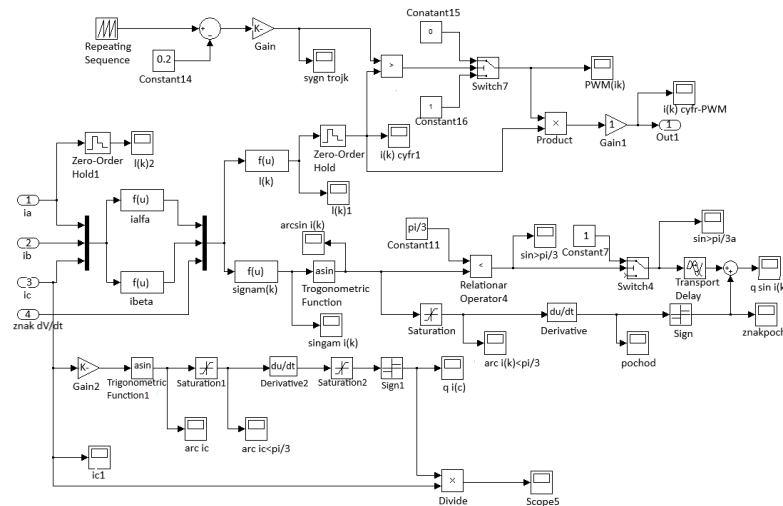 Repeating
Sequence
0.2
Constant14
+
−
K-
Gain
sygn trojk
Conatant15
0
>
1
Constant16
Switch7
PWM(ik)
×
Product
1
Gain1
i(k) cyfr-PWM
1
Out1
Zero-Order
Hold1
I(k)2
f(u)
I(k)
Zero-Order
Hold
i(k) cyfr1
I(k)1
1
ia
2
ib
3
ic
4
znak dV/dt
f(u)
ialfa
f(u)
ibeta
f(u)
signam(k)
arcsin i(k)
asin
Trogonometric
Function
singam i(k)
pi/3
Constant11
<
Relationar
Operator4
sin>pi/3
1
Constant7
Switch4
sin>pi/3a
Transport
Delay
+
+
q sin i(k
Saturation
arc i(k)<pi/3
du/dt
Derivative
pochod
Sign
znakpoch
K-
Gain2
asin
Trigonometric
Function1
arc ic
Saturation1
arc ic<pi/3
du/dt
Derivative2
Saturation2
Sign1
q i(c)
ic1
×
Divide
Scope5